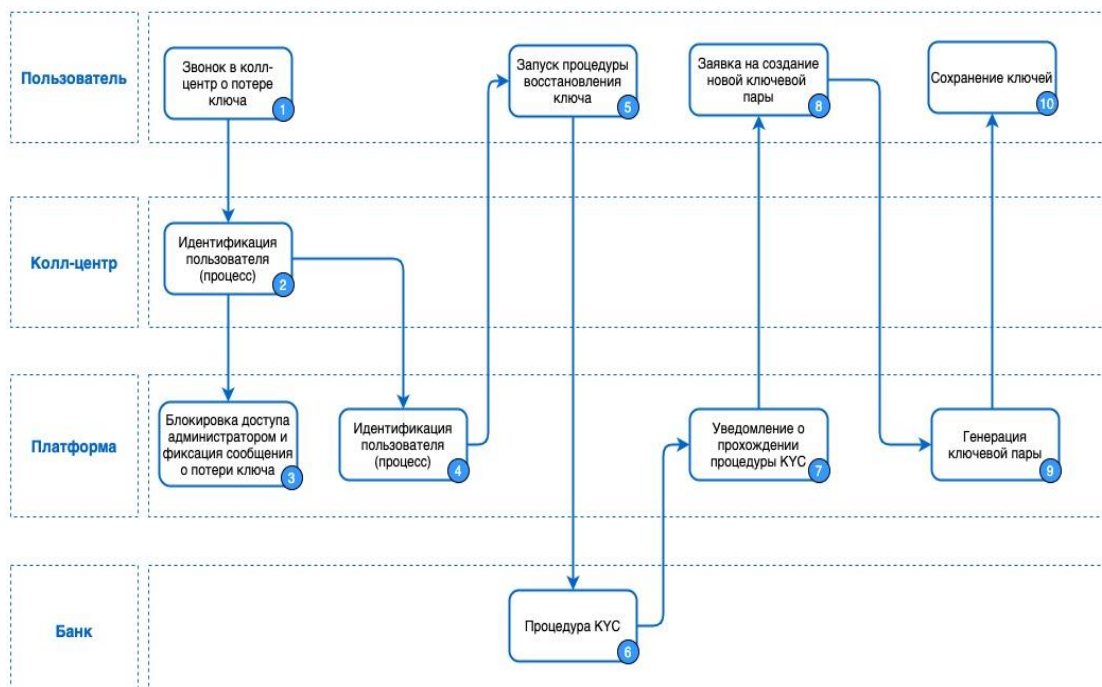 Пользователь
Звонок в колл-
центр о потере
ключа
1
Запуск процедуры
восстановления
ключа
5
Заявка на создание
новой ключевой
пары
8
Сохранение ключей
10
Колл-центр
Идентификация
пользователя
(процесс)
2
Платформа
Блокировка доступа
администратором и
фиксация сообщения
о потери ключа
3
Идентификация
пользователя
(процесс)
4
Уведомление о
прохождении
процедуры KYC
7
Генерация
ключевой пары
9
Банк
Процедура KYC
6